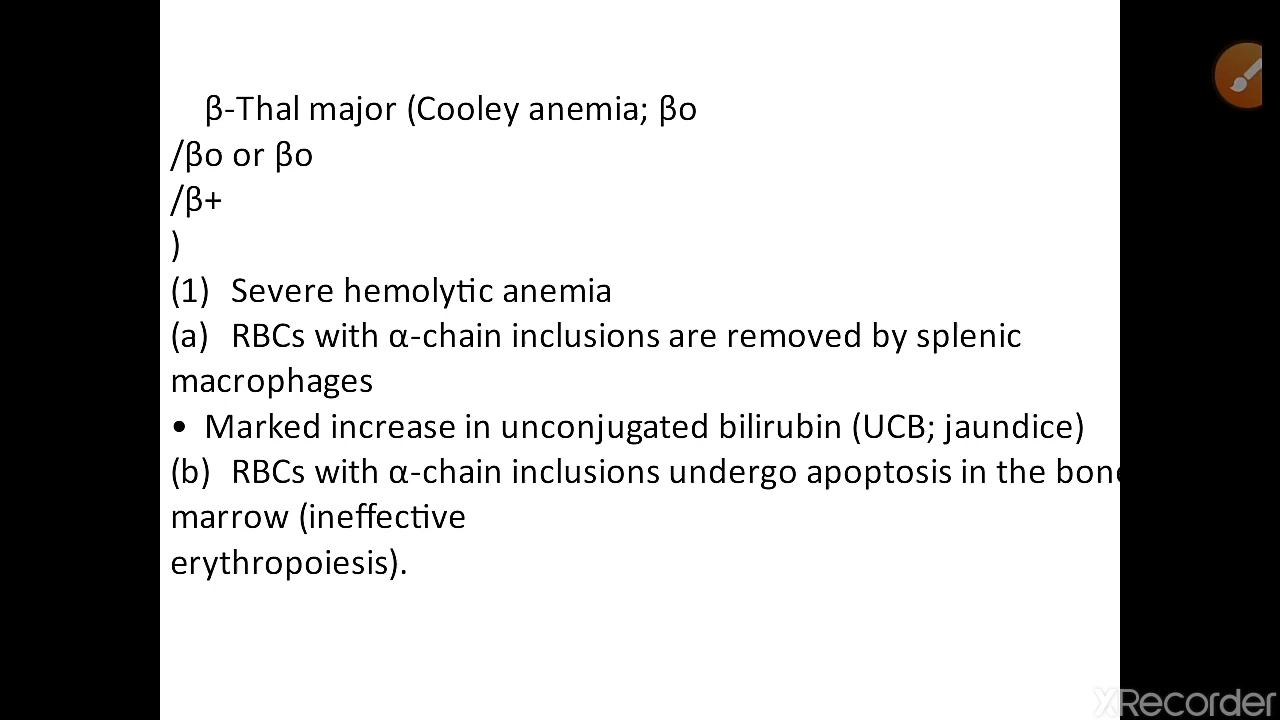 β-Thal major (Cooley anemia; βo
/βo or βo
/β+
)
(1) Severe hemolytic anemia
(a) RBCs with α-chain inclusions are removed by splenic
macrophages
• Marked increase in unconjugated bilirubin (UCB; jaundice)
(b) RBCs with α-chain inclusions undergo apoptosis in the bone
marrow (ineffective
erythropoiesis).
XRecorder